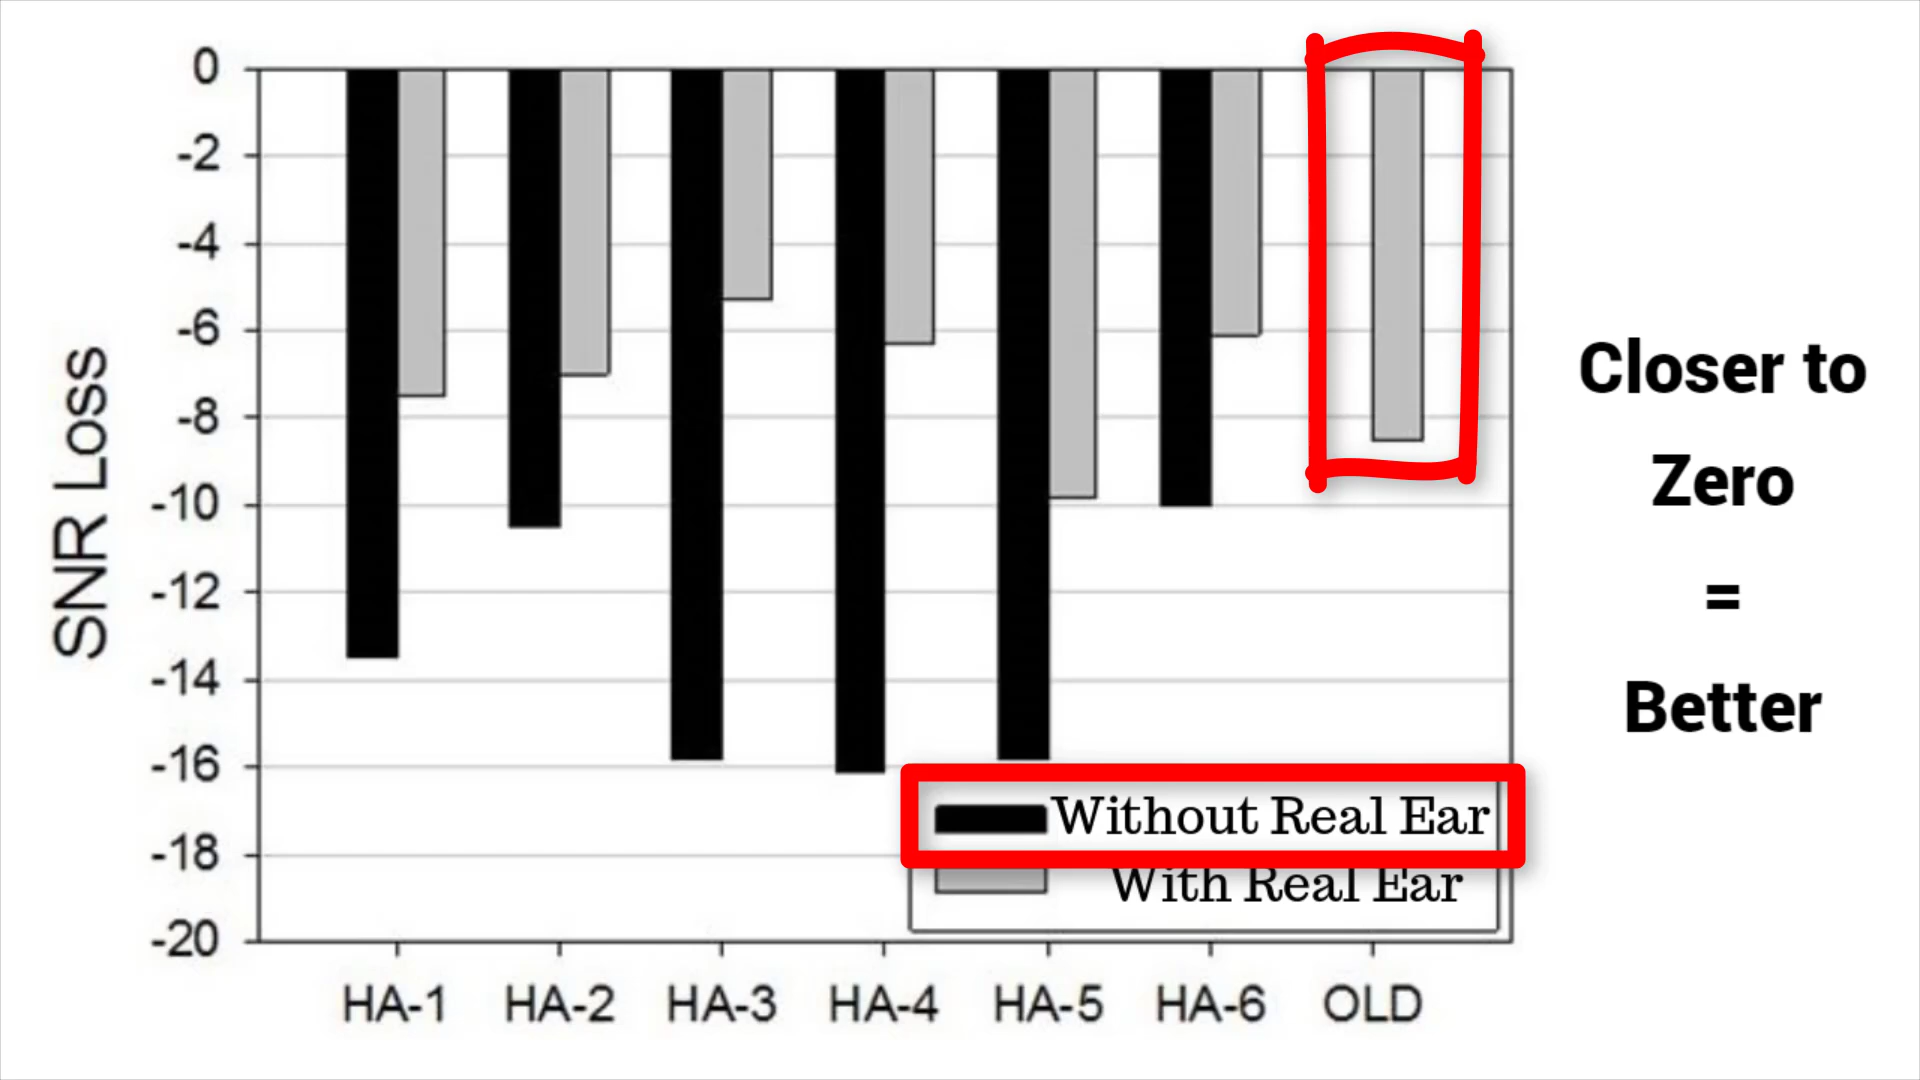 0
-2
-4
-6
-8
-10
-12
-14
-16
-18
-20
SNR Loss
HA-1 HA-2 HA-3 HA-4 HA-5 HA-6 OLD
Without Real Ear
With Real Ear
Closer to
Zero
=
Better